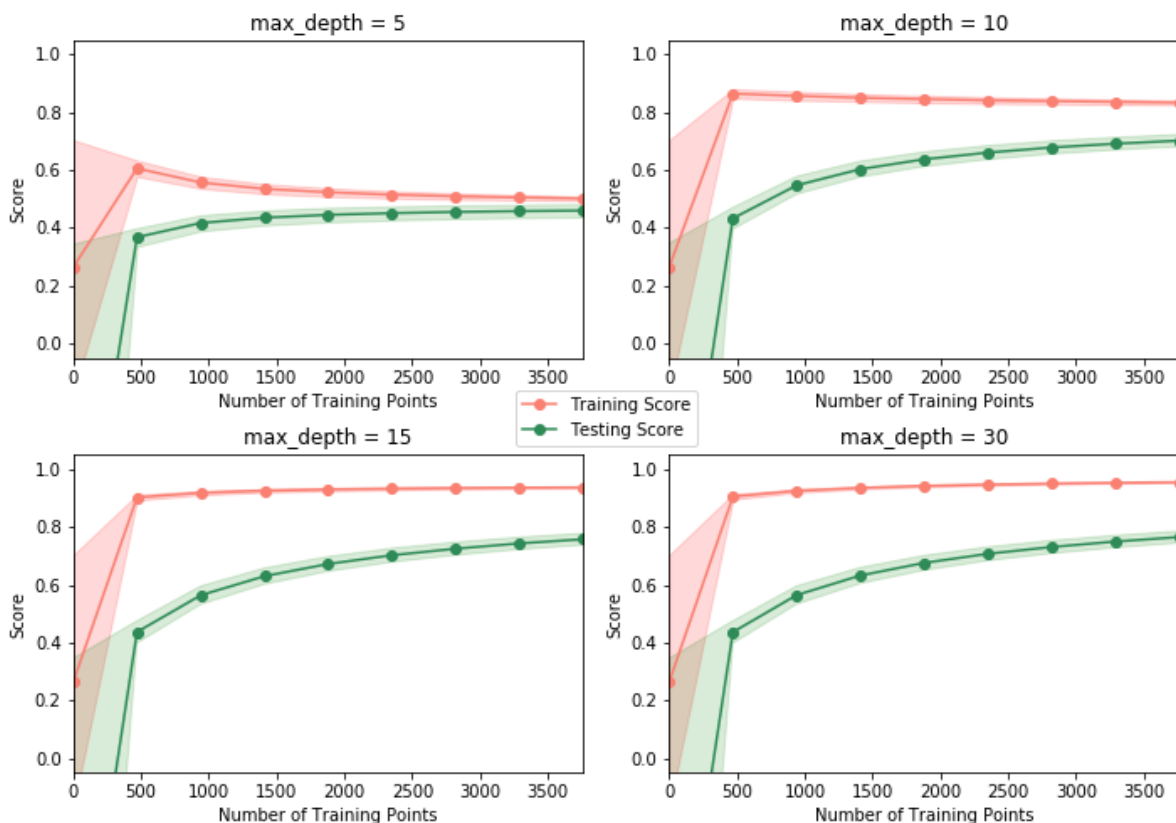 max_depth = 5
1.0
0.8
0.6
0.4
0.2
0.0
Score
0 500 1000 1500 2000 2500 3000 3500
Number of Training Points
max_depth = 10
1.0
0.8
0.6
0.4
0.2
0.0
Score
0 500 1000 1500 2000 2500 3000 3500
Number of Training Points
Training Score
Testing Score
max_depth = 15
1.0
0.8
0.6
0.4
0.2
0.0
Score
0 500 1000 1500 2000 2500 3000 3500
Number of Training Points
max_depth = 30
1.0
0.8
0.6
0.4
0.2
0.0
Score
0 500 1000 1500 2000 2500 3000 3500
Number of Training Points